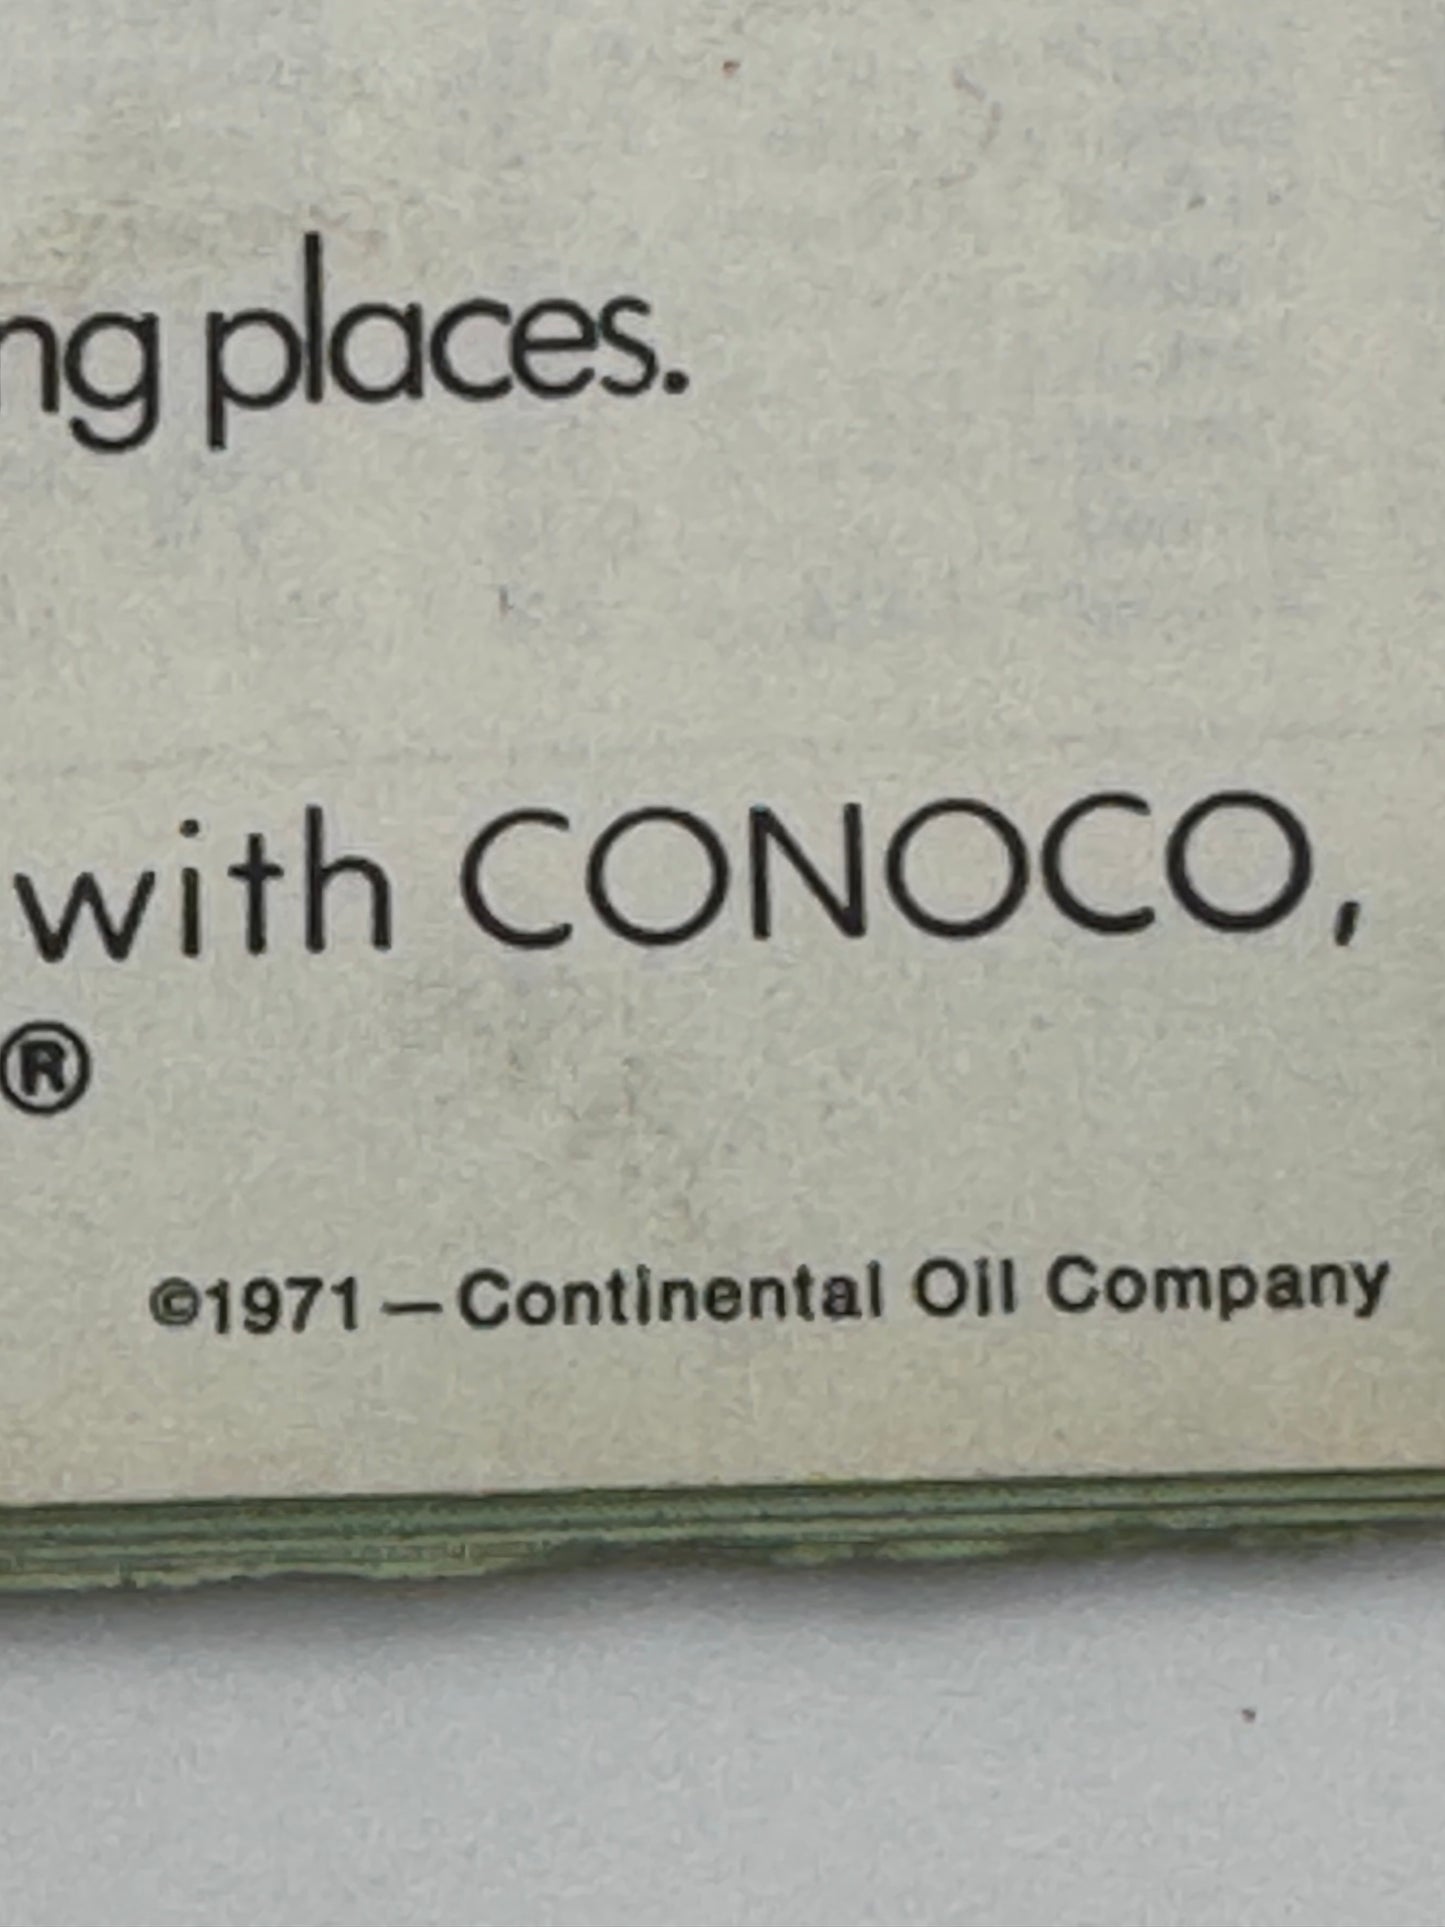 ng places.
with CONOCO,
®
©1971—Continental Oil Company